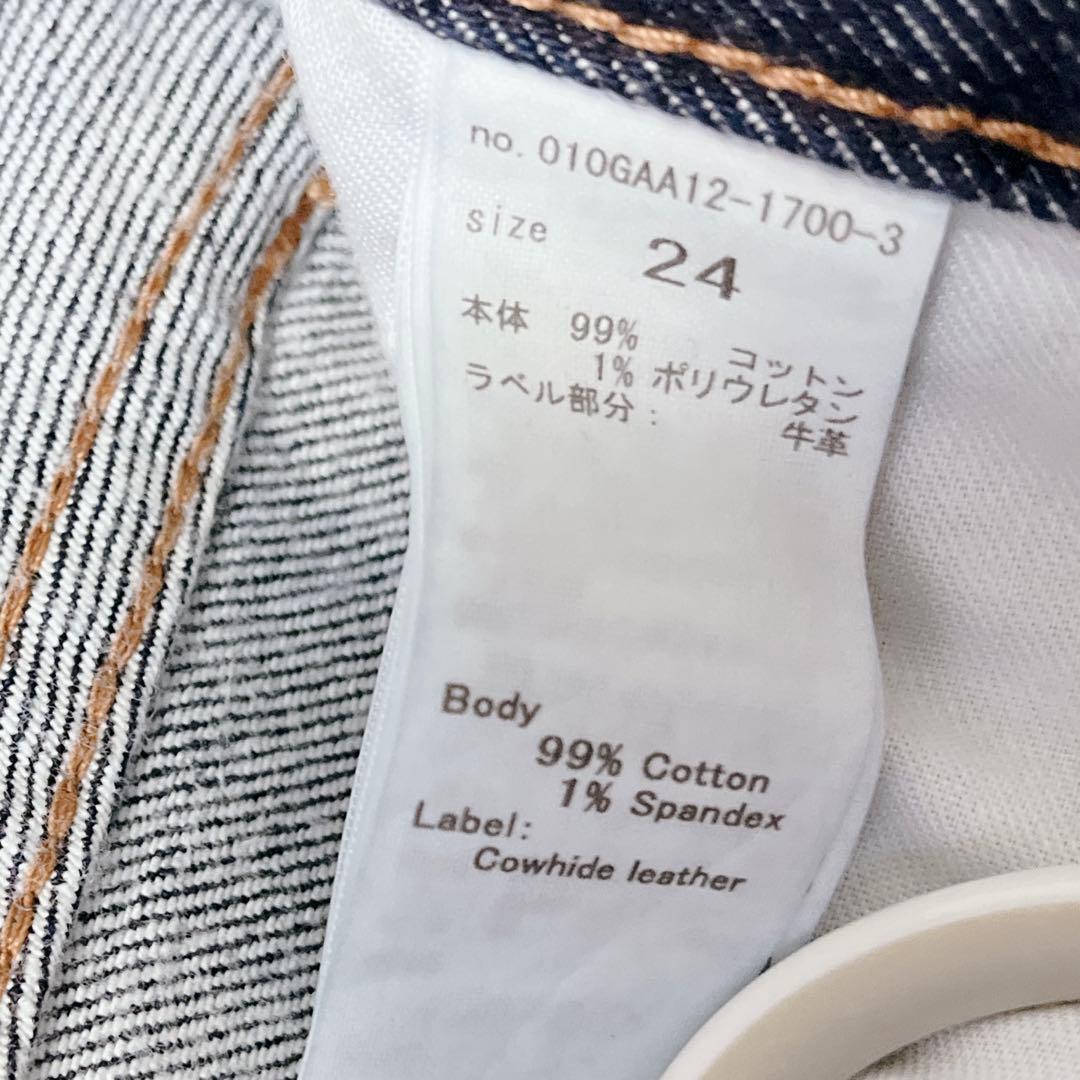 no. 010GAA12-1700-3
size 24
本体 99% コットン
1% ポリウレタン
ラベル部分: 牛革
Body
99% Cotton
1% Spandex
Label:
Cowhide leather